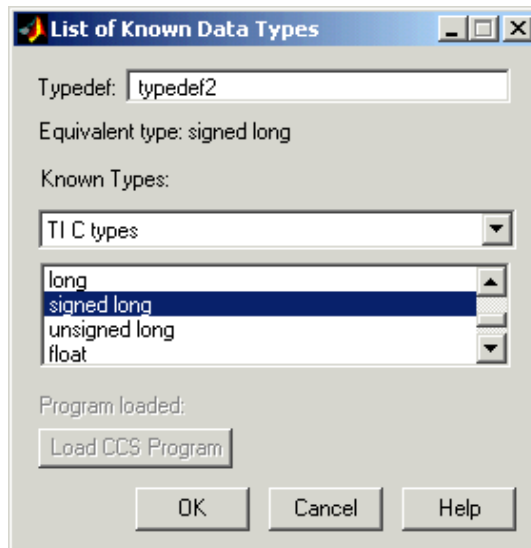 List of Known Data Types
Typedef: typedef2
Equivalent type: signed long
Known Types:
TI C types
long
signed long
unsigned long
float
Program loaded:
Load CCS Program
OK Cancel Help